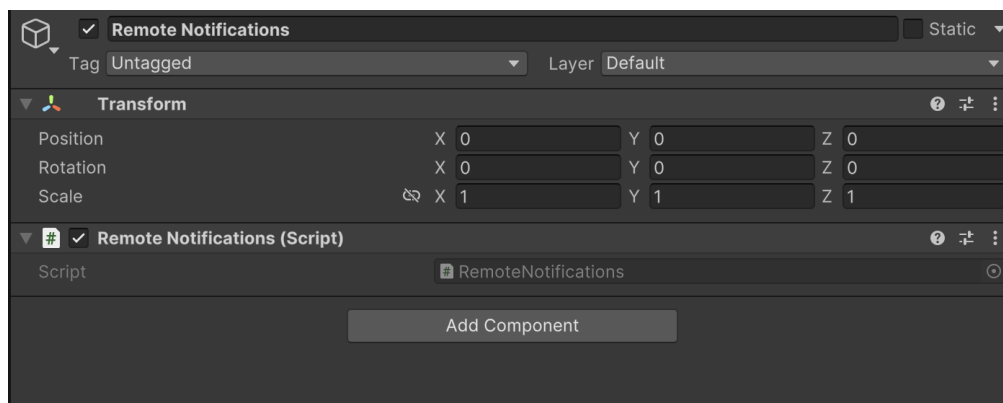 Remote Notifications Static
Tag Untagged Layer Default
Transform
Position X 0 Y 0 Z 0
Rotation X 0 Y 0 Z 0
Scale X 1 Y 1 Z 1
# Remote Notifications (Script)
Script # RemoteNotifications
Add Component